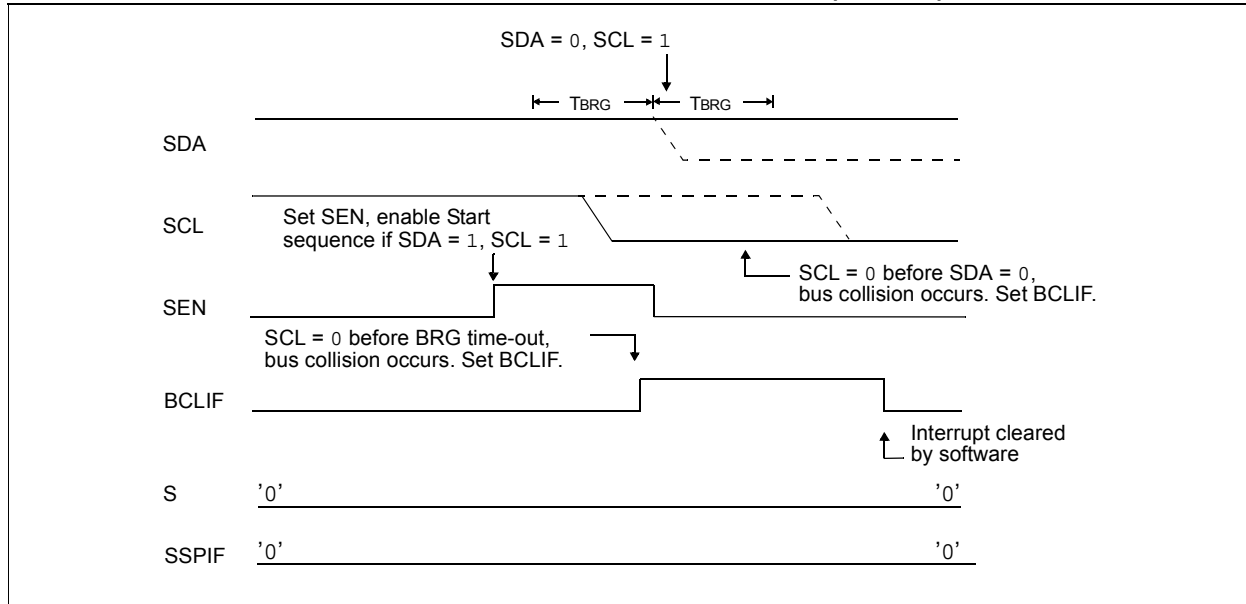 SDA = 0, SCL = 1
TBRG TBRG
SDA
SCL
Set SEN, enable Start
sequence if SDA = 1, SCL = 1
SCL = 0 before SDA = 0,
bus collision occurs. Set BCLIF.
SEN
SCL = 0 before BRG time-out,
bus collision occurs. Set BCLIF.
BCLIF
Interrupt cleared
by software
S '0' '0'
SSPIF '0' '0'